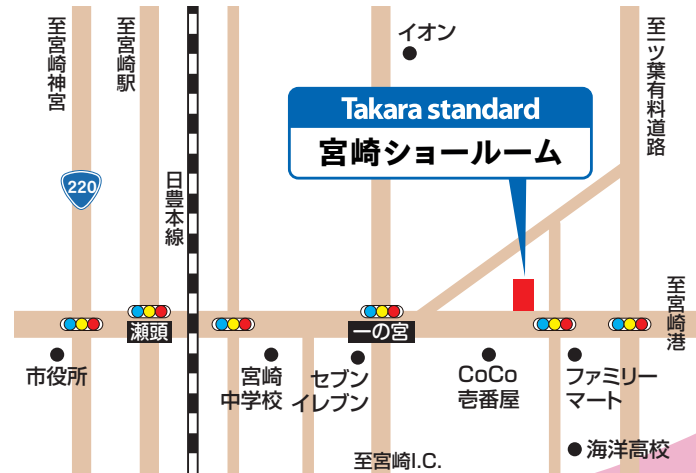 至宮崎神宮
至宮崎駅
イオン
至一ツ葉有料道路
Takara standard
宮崎ショールーム
220
日豊本線
至宮崎港
瀬頭
一の宮
市役所
宮崎
中学校
セブン
イレブン
CoCo
壱番屋
ファミリー
マート
海洋高校
至宮崎I.C.